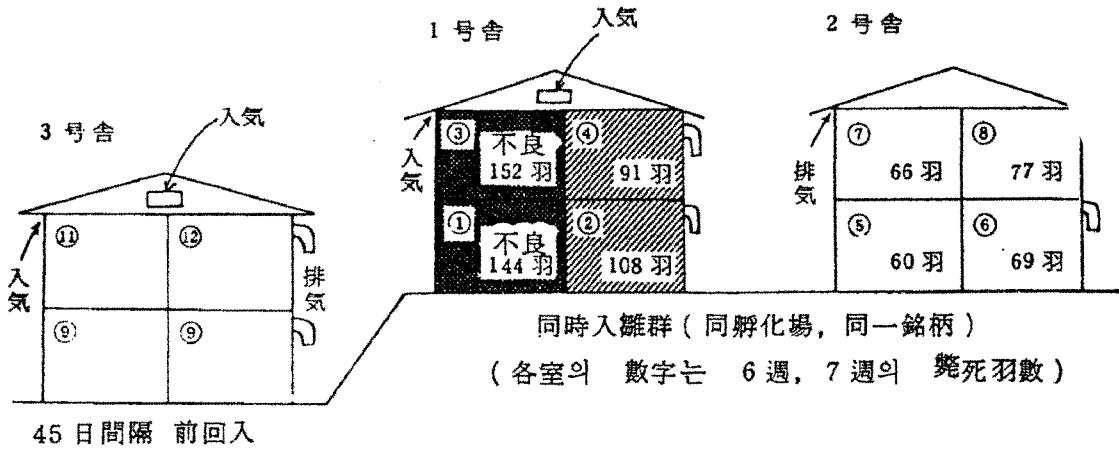 1 号舎
入気
2 号舎
3 号舎
入気
入気
③ 不良
152 羽
④
91 羽
① 不良
144 羽
②
108 羽
排気
⑦
66 羽
⑧
77 羽
⑤
60 羽
⑥
69 羽
入気
⑪
⑫
排気
⑨
⑨
同時入雛群 ( 同孵化場, 同一銘柄 )
( 各室의 數字는 6 週, 7 週의 斃死羽數 )
45 日間隔 前回入